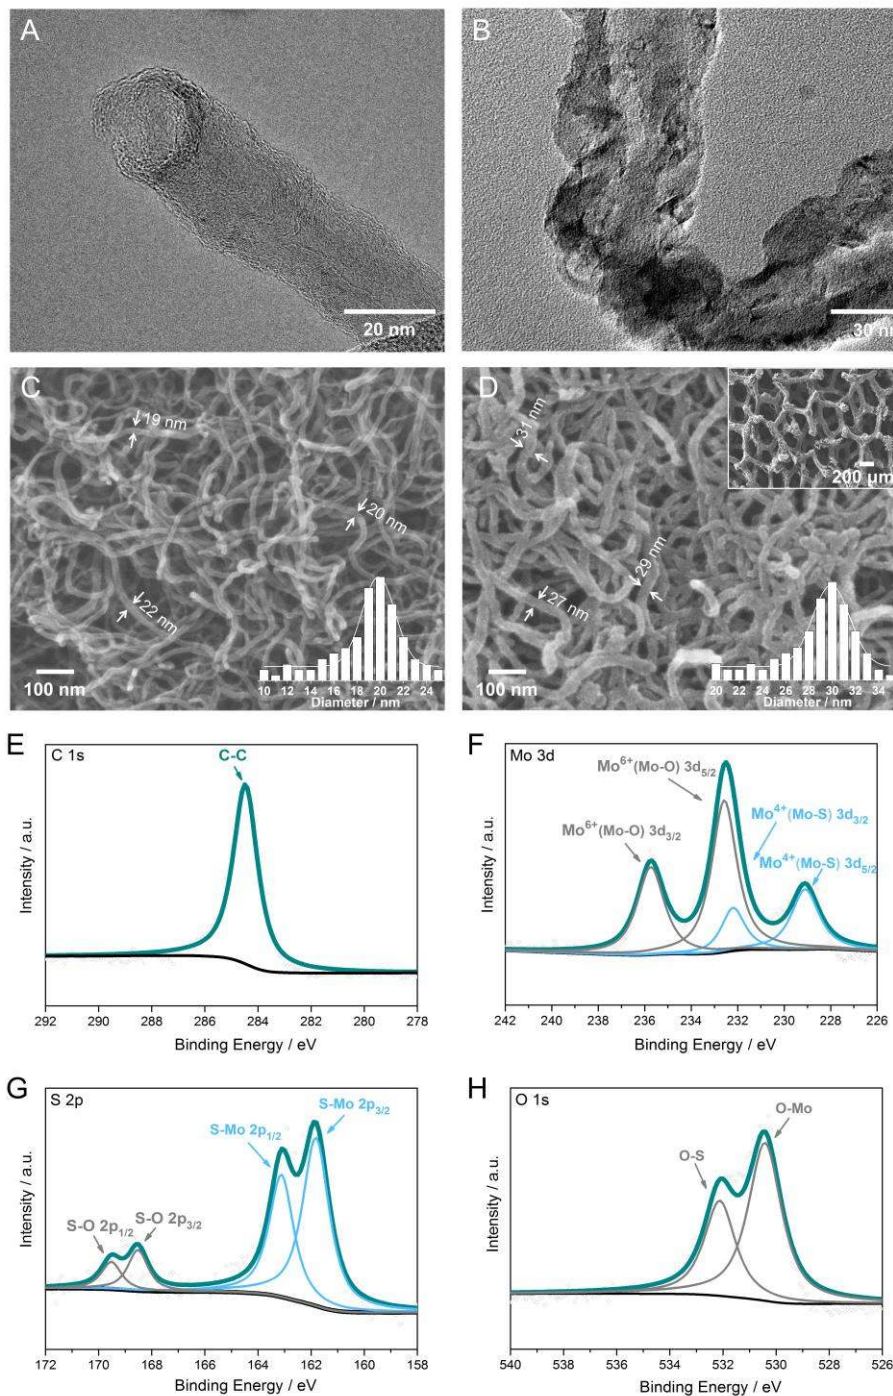 A
20 nm
B
30 n
C
19 nm
20 nm
22 nm
100 nm
10 12 14 16 18 20 22 24
Diameter / nm
D
31 nm
29 nm
27 nm
200 μm
100 nm
20 22 24 26 28 30 32 34
Diameter / nm
E
C 1s
C-C
Intensity / a.u.
292 290 288 286 284 282 280 278
Binding Energy / eV
F
Mo 3d
Mo6+(Mo-O) 3d5/2
Mo6+(Mo-O) 3d3/2
Mo4+(Mo-S) 3d3/2
Mo4+(Mo-S) 3d5/2
Intensity / a.u.
242 240 238 236 234 232 230 228 226
Binding Energy / eV
G
S 2p
S-Mo 2p3/2
S-Mo 2p1/2
S-O 2p1/2
S-O 2p3/2
Intensity / a.u.
172 170 168 166 164 162 160 158
Binding Energy / eV
H
O 1s
O-Mo
O-S
Intensity / a.u.
540 538 536 534 532 530 528 526
Binding Energy / eV